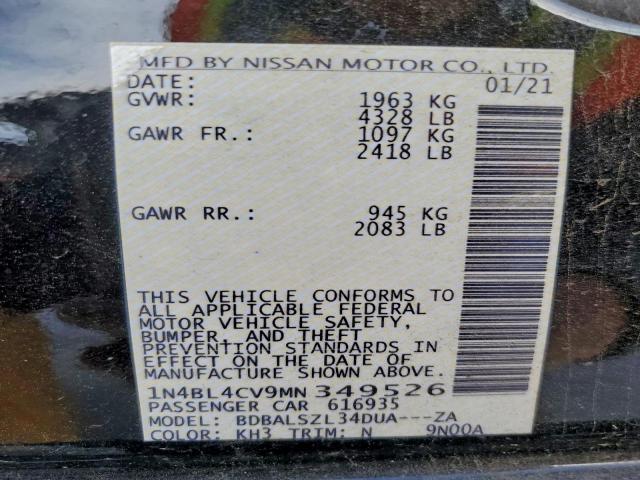 MFD BY NISSAN MOTOR CO., LTD.
DATE: 01/21
GVWR: 1963 KG
4328 LB
GAWR FR.: 1097 KG
2418 LB
GAWR RR.: 945 KG
2083 LB
THIS VEHICLE CONFORMS TO
ALL APPLICABLE FEDERAL
MOTOR VEHICLE SAFETY,
BUMPER, AND THEFT
PREVENTION STANDARDS IN
EFFECT ON THE DATE OF
MANUFACTURE SHOWN ABOVE.
1N4BL4CV9MN 349526
PASSENGER CAR 616935
MODEL: BDBALSZL34DUA---ZA
COLOR: KH3 TRIM: N 9N00A